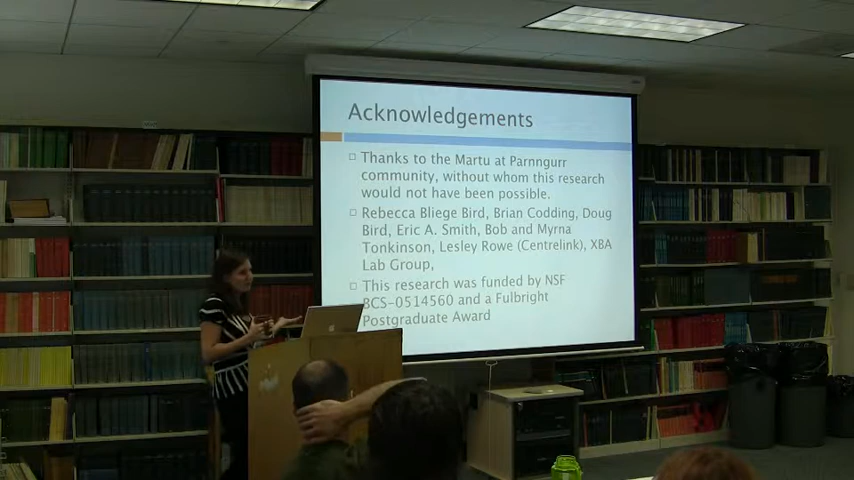 Acknowledgements
□ Thanks to the Martu at Parnngurr
community, without whom this research
would not have been possible.
□ Rebecca Bliege Bird, Brian Codding, Doug
Bird, Eric A. Smith, Bob and Myrna
Tonkinson, Lesley Rowe (Centrelink), XBA
Lab Group,
□ This research was funded by NSF
BCS-0514560 and a Fulbright
Postgraduate Award